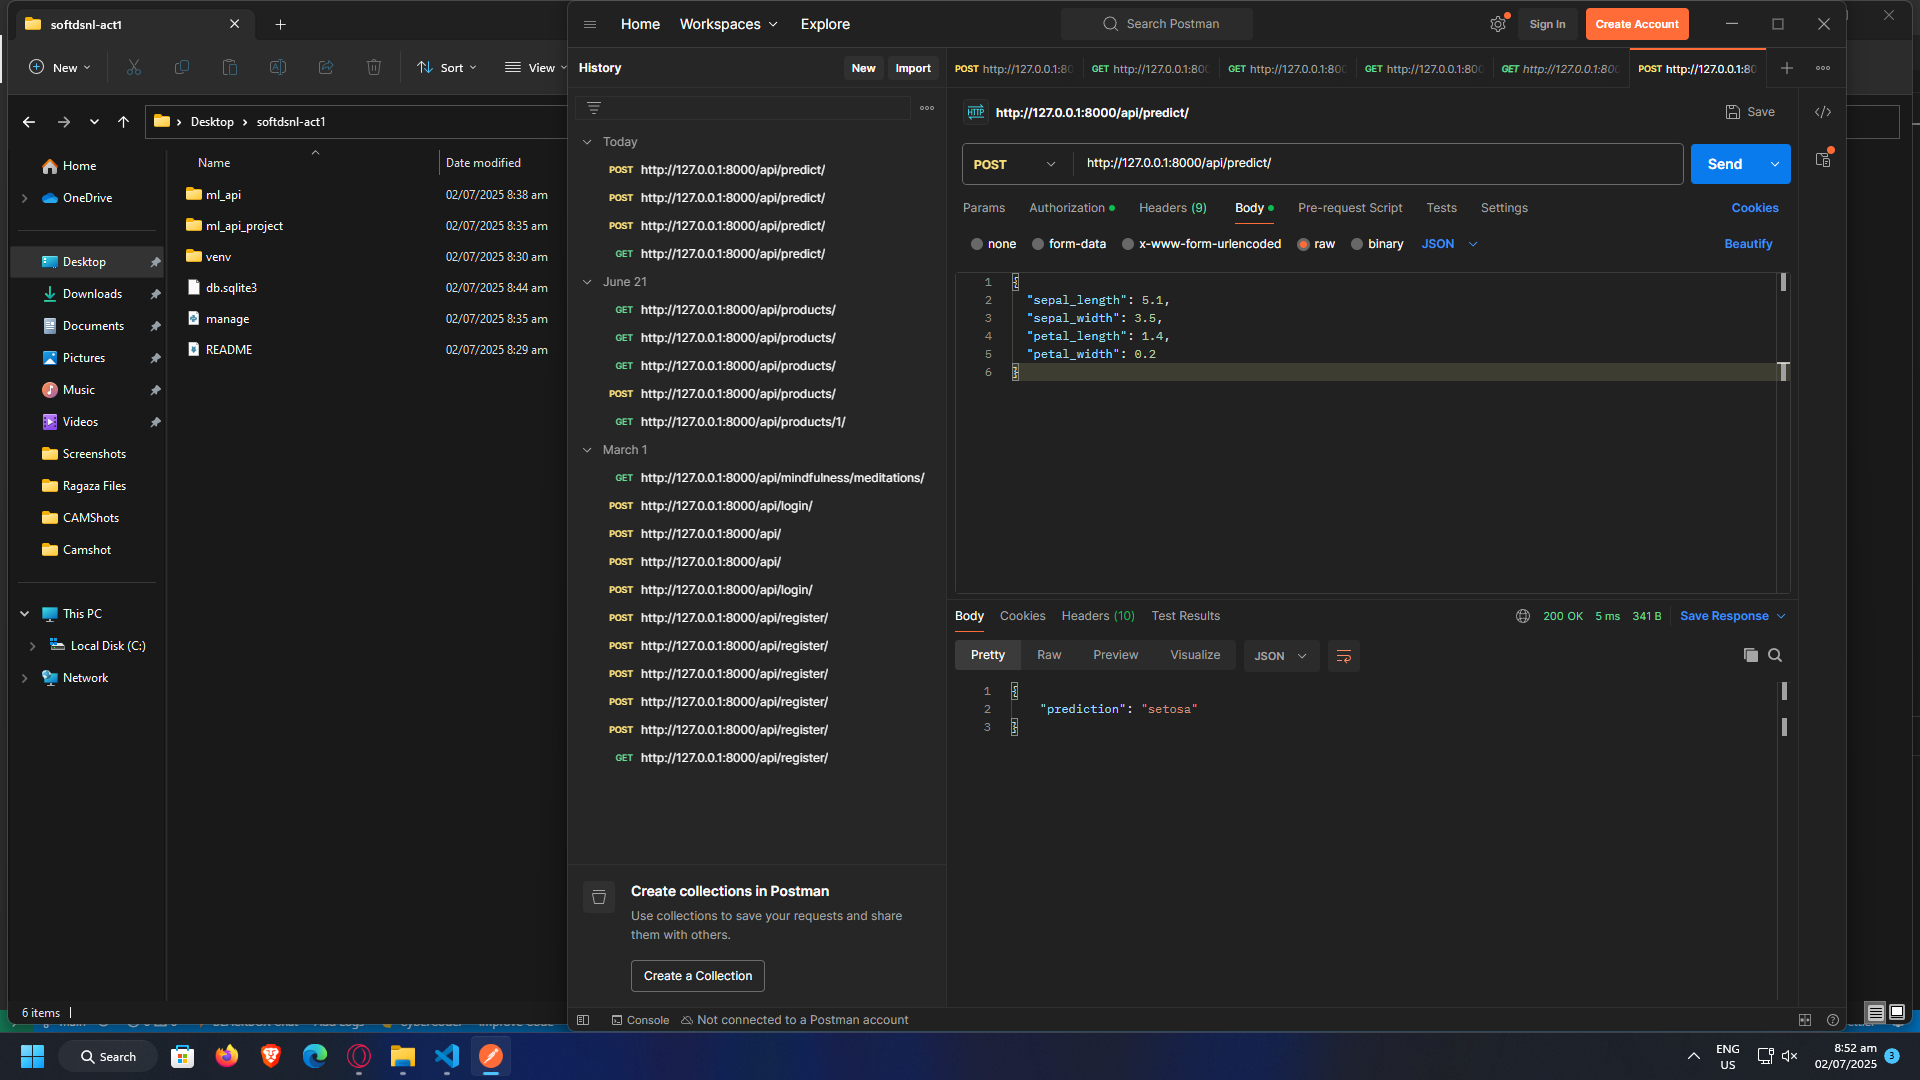 softdsnl-act1
New
Sort
View
Desktop
softdsnl-act1
Home
OneDrive
Desktop
Downloads
Documents
Pictures
Music
Videos
Screenshots
Ragaza Files
CAMShots
Camshot
This PC
Local Disk (C:)
Network
Name
Date modified
ml_api
02/07/2025 8:38 am
ml_api_project
02/07/2025 8:35 am
venv
02/07/2025 8:30 am
db.sqlite3
02/07/2025 8:44 am
manage
02/07/2025 8:35 am
README
02/07/2025 8:29 am
6 items
Home
Workspaces
Explore
Search Postman
Sign In
Create Account
History
New
Import
Today
POST http://127.0.0.1:8000/api/predict/
POST http://127.0.0.1:8000/api/predict/
POST http://127.0.0.1:8000/api/predict/
GET http://127.0.0.1:8000/api/predict/
June 21
GET http://127.0.0.1:8000/api/products/
GET http://127.0.0.1:8000/api/products/
GET http://127.0.0.1:8000/api/products/
POST http://127.0.0.1:8000/api/products/
GET http://127.0.0.1:8000/api/products/1/
March 1
GET http://127.0.0.1:8000/api/mindfulness/meditations/
POST http://127.0.0.1:8000/api/login/
POST http://127.0.0.1:8000/api/
POST http://127.0.0.1:8000/api/
POST http://127.0.0.1:8000/api/login/
POST http://127.0.0.1:8000/api/register/
POST http://127.0.0.1:8000/api/register/
POST http://127.0.0.1:8000/api/register/
POST http://127.0.0.1:8000/api/register/
POST http://127.0.0.1:8000/api/register/
GET http://127.0.0.1:8000/api/register/
Create collections in Postman
Use collections to save your requests and share
them with others.
Create a Collection
POST http://127.0.0.1:80
GET http://127.0.0.1:800
GET http://127.0.0.1:800
GET http://127.0.0.1:800
GET http://127.0.0.1:800
POST http://127.0.0.1:80
HTTP
http://127.0.0.1:8000/api/predict/
Save
POST
http://127.0.0.1:8000/api/predict/
Send
Params
Authorization
Headers (9)
Body
Pre-request Script
Tests
Settings
Cookies
none
form-data
x-www-form-urlencoded
raw
binary
JSON
Beautify
1 {
2 "sepal_length": 5.1,
3 "sepal_width": 3.5,
4 "petal_length": 1.4,
5 "petal_width": 0.2
6 }
Body
Cookies
Headers (10)
Test Results
200 OK
5 ms
341 B
Save Response
Pretty
Raw
Preview
Visualize
JSON
1 {
2 "prediction": "setosa"
3 }
Console
Not connected to a Postman account
Search
ENG
US
8:52 am
02/07/2025
3